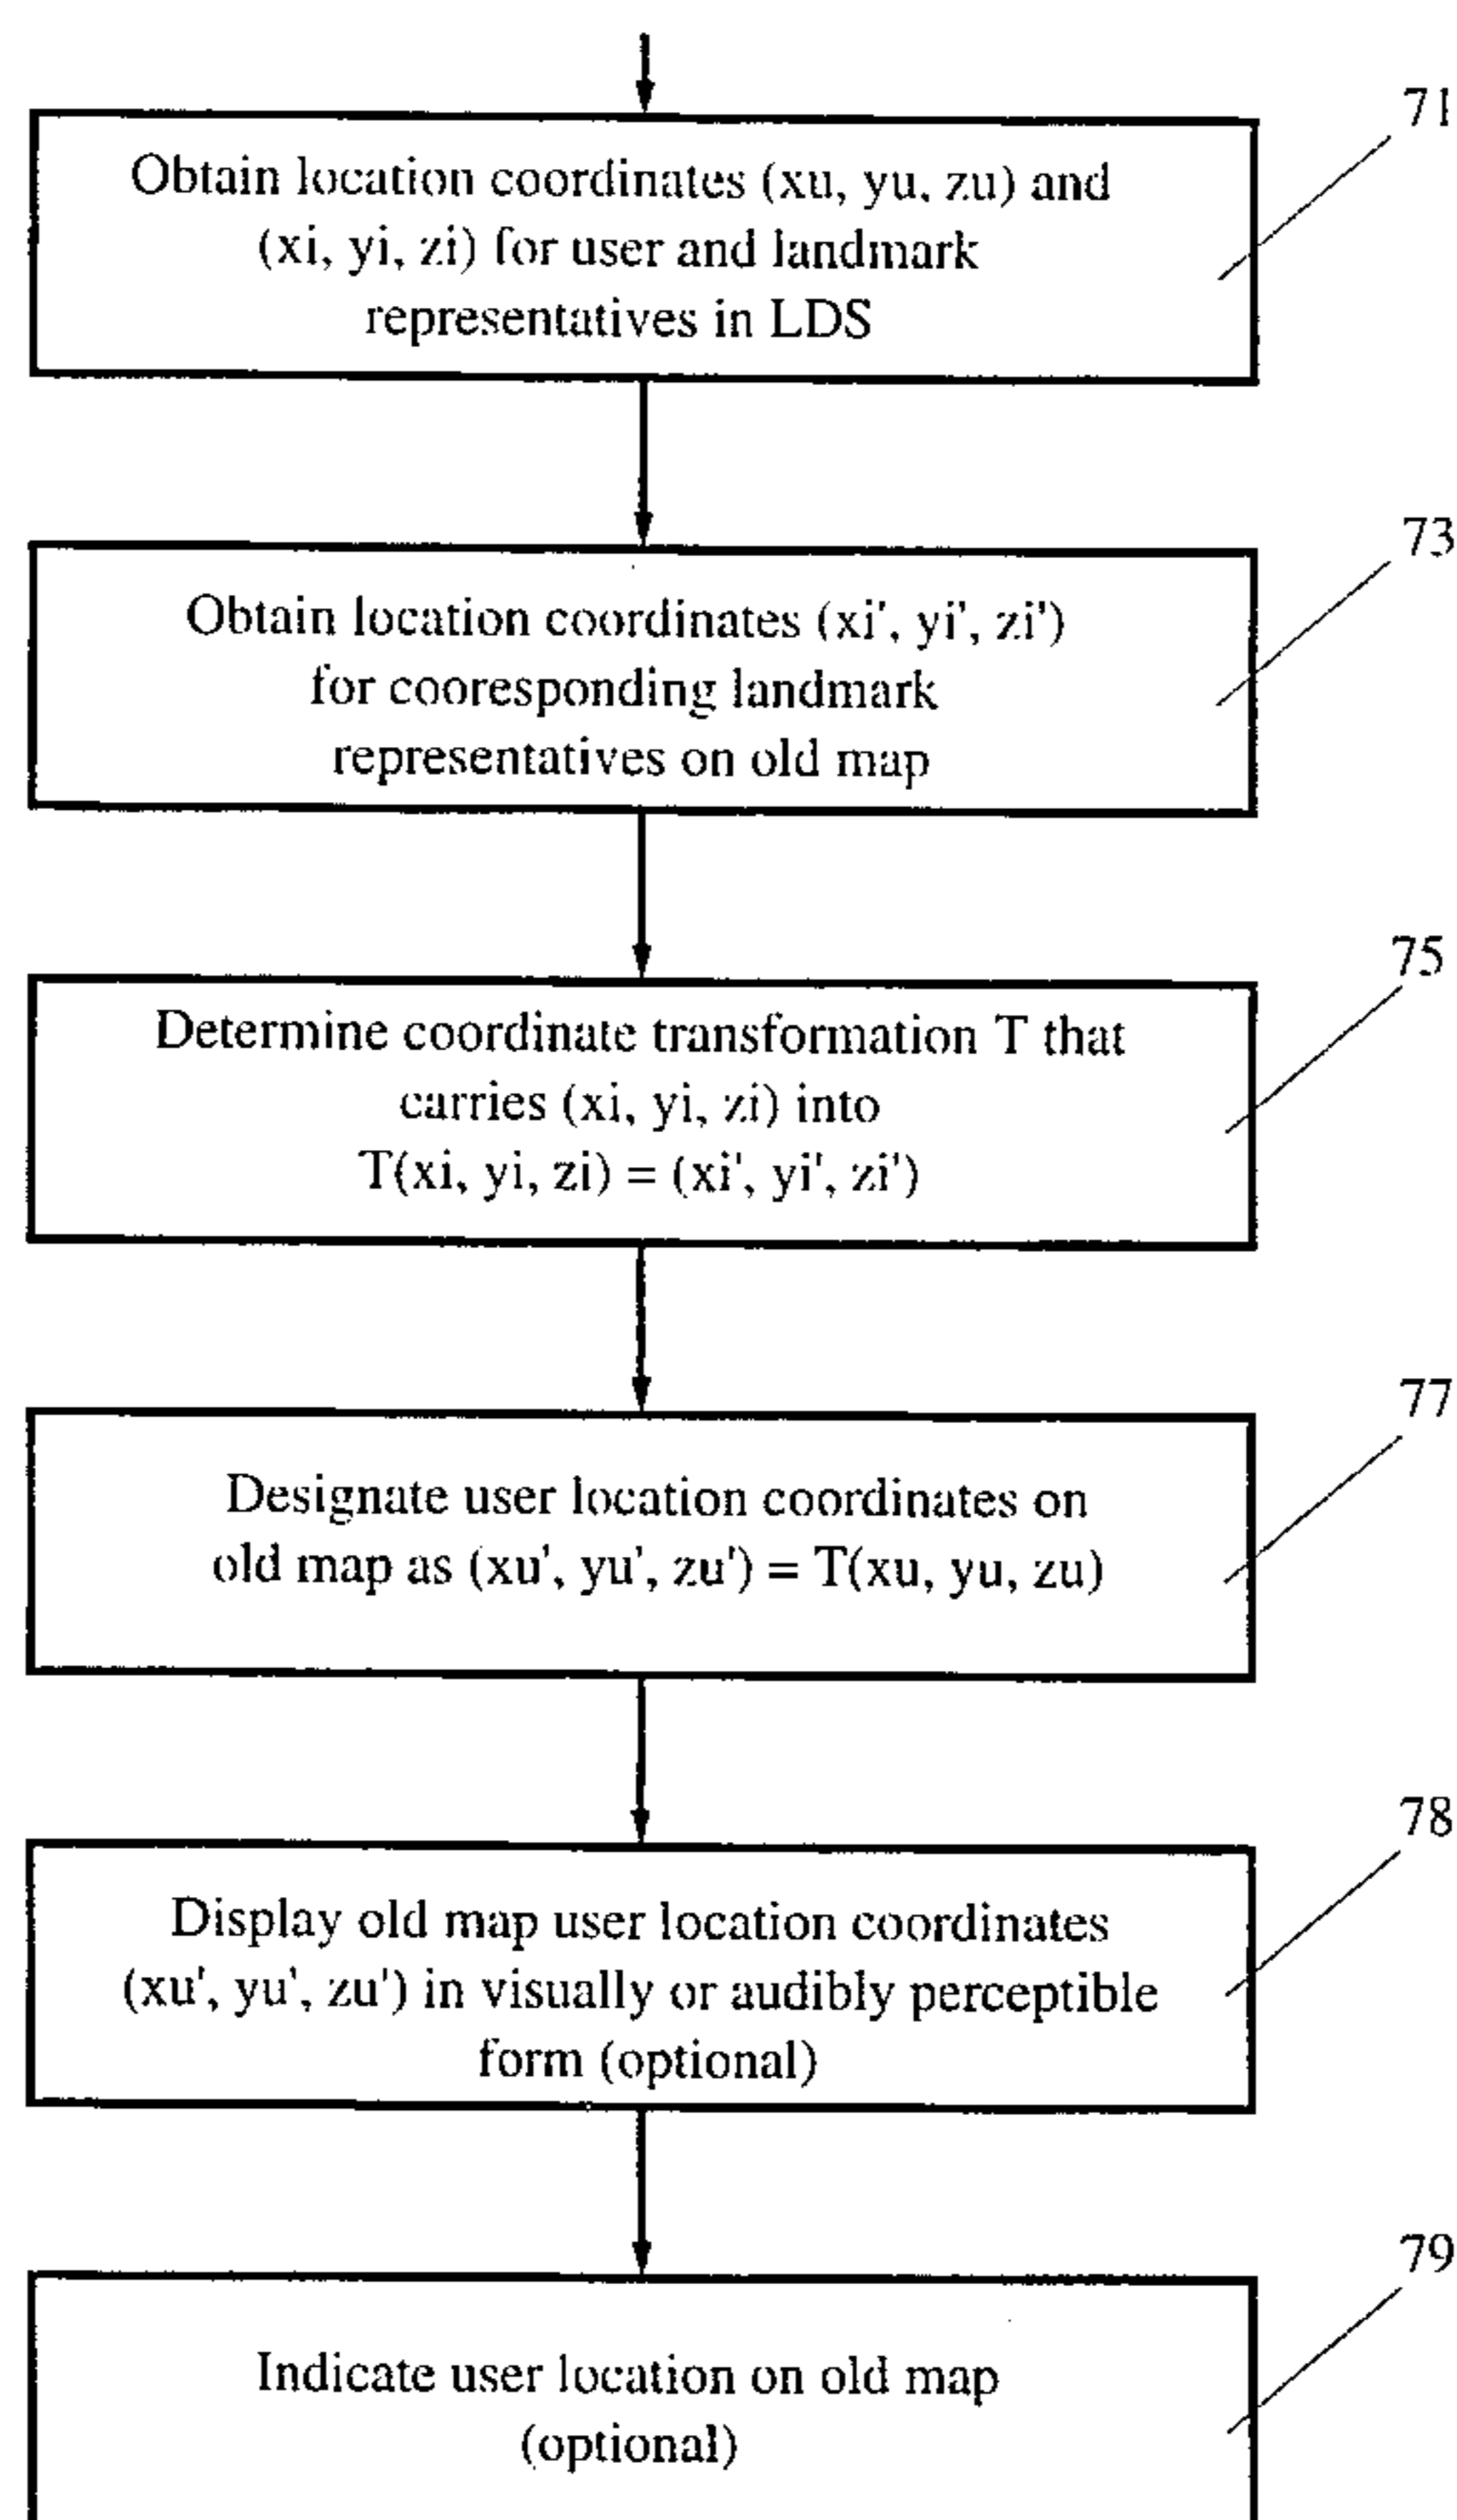 71
Obtain location coordinates (xu, yu, zu) and
(xi, yi, zi) for user and landmark
representatives in LDS
73
Obtain location coordinates (xi', yi', zi')
for cooresponding landmark
representatives on old map
75
Determine coordinate transformation T that
carries (xi, yi, zi) into
T(xi, yi, zi) = (xi', yi', zi')
77
Designate user location coordinates on
old map as (xu', yu', zu') = T(xu, yu, zu)
78
Display old map user location coordinates
(xu', yu', zu') in visually or audibly perceptible
form (optional)
79
Indicate user location on old map
(optional)